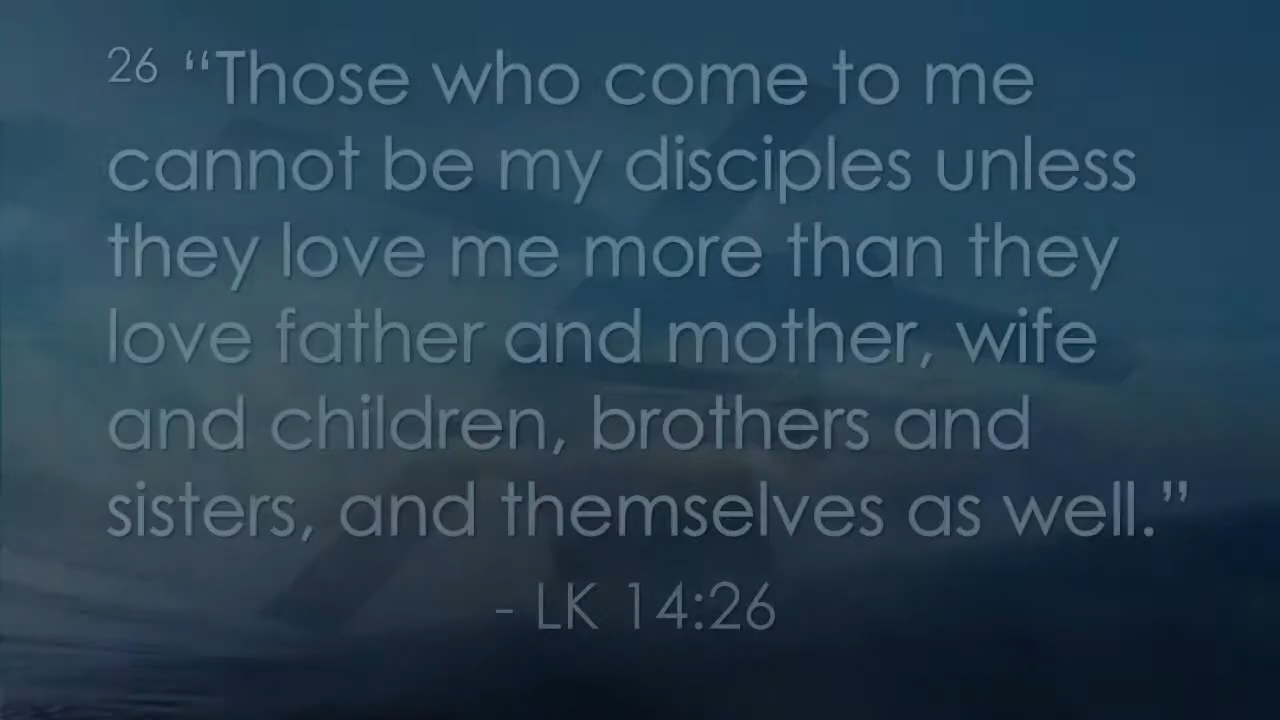 26 “Those who come to me
cannot be my disciples unless
they love me more than they
love father and mother, wife
and children, brothers and
sisters, and themselves as well.”
- LK 14:26